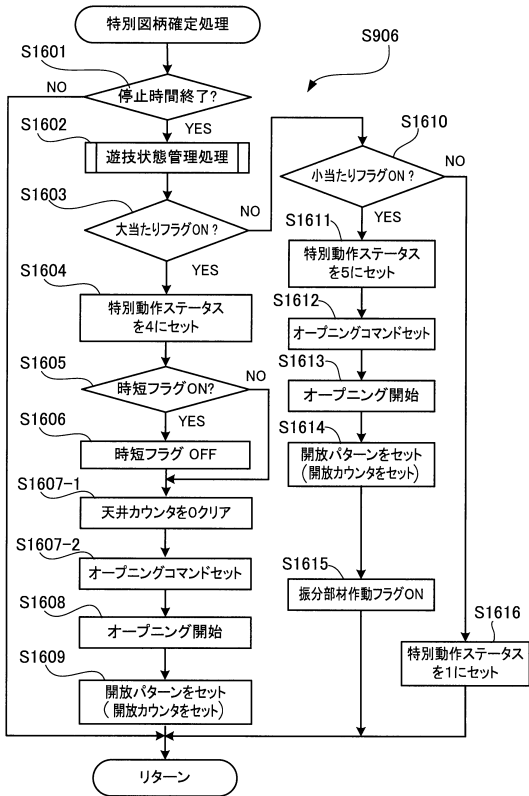 特別図柄確定処理
S906
S1601
停止時間終了?
NO
YES
S1602
遊技状態管理処理
S1603
大当たりフラグON?
NO
YES
S1604
特別動作ステータス
を4にセット
S1605
時短フラグON?
NO
YES
S1606
時短フラグ OFF
S1607-1
天井カウンタを0クリア
S1607-2
オープニングコマンドセット
S1608
オープニング開始
S1609
開放パターンをセット
(開放カウンタをセット)
S1610
小当たりフラグON?
NO
YES
S1611
特別動作ステータス
を5にセット
S1612
オープニングコマンドセット
S1613
オープニング開始
S1614
開放パターンをセット
(開放カウンタをセット)
S1615
振分部材作動フラグON
S1616
特別動作ステータス
を1にセット
リターン